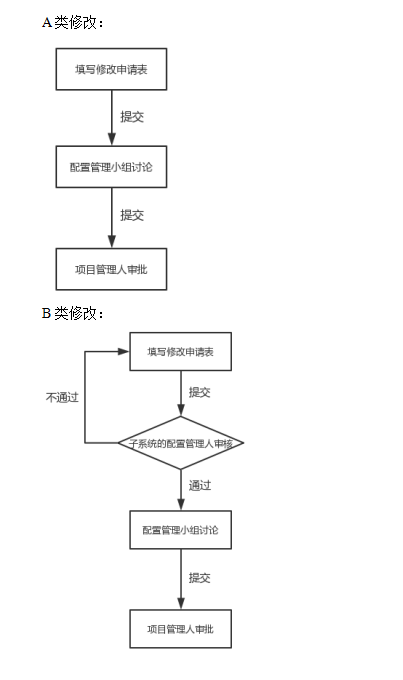 A类修改：
填写修改申请表
提交
配置管理小组讨论
提交
项目管理人审批
B类修改：
填写修改申请表
不通过
提交
子系统的配置管理人审核
通过
配置管理小组讨论
提交
项目管理人审批